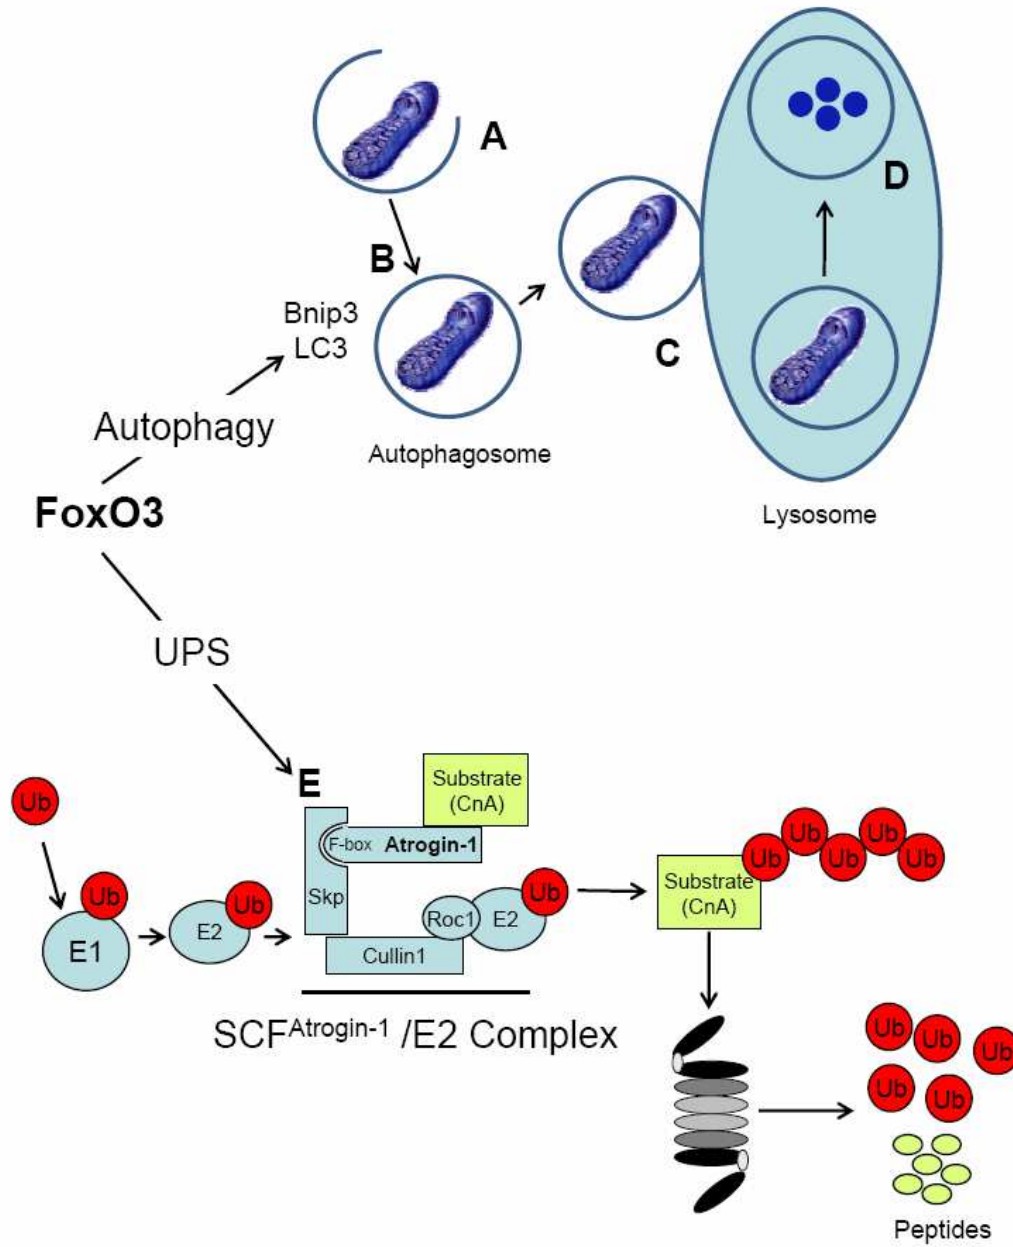 A
B
Bnip3
LC3
C
D
Autophagosome
Lysosome
Autophagy
FoxO3
UPS
E
Ub
Ub
E1
Ub
E2
Substrate
(CnA)
F-box Atrogin-1
Skp
Roc1
E2
Ub
Cullin1
SCFAtrogin-1 /E2 Complex
Substrate
(CnA)
Ub
Ub
Ub
Ub
Ub
Ub
Ub
Ub
Ub
Ub
Peptides